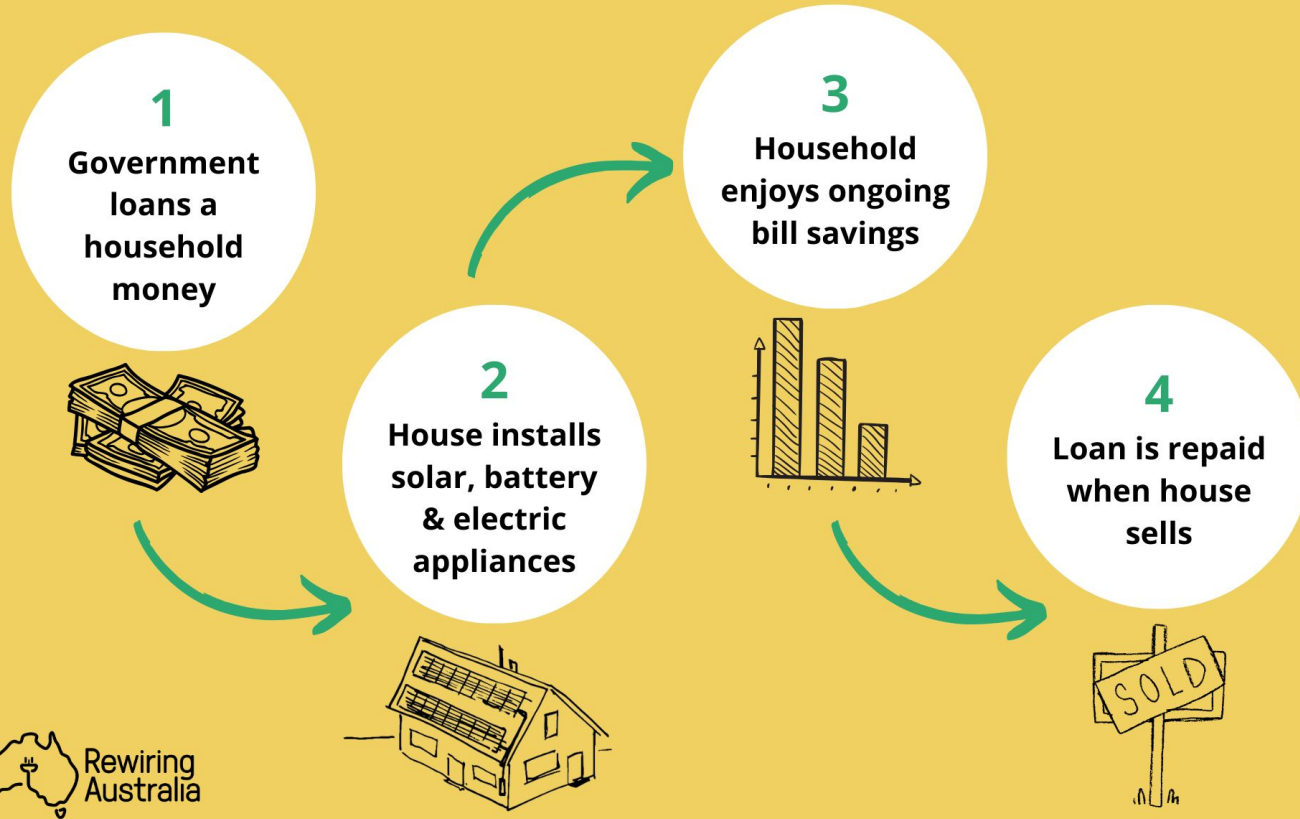 1
Government
loans a
household
money
2
House installs
solar, battery
& electric
appliances
3
Household
enjoys ongoing
bill savings
4
Loan is repaid
when house
sells
SOLD
Rewiring
Australia